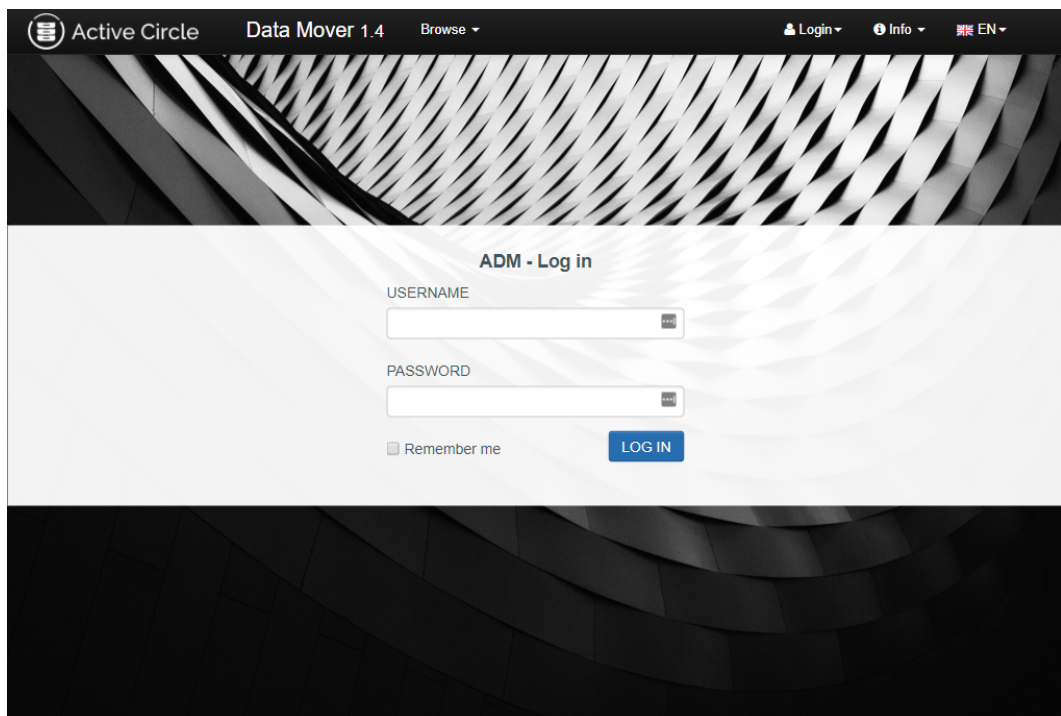 Active Circle Data Mover 1.4 Browse Login Info EN
ADM - Log in
USERNAME
PASSWORD
Remember me LOG IN